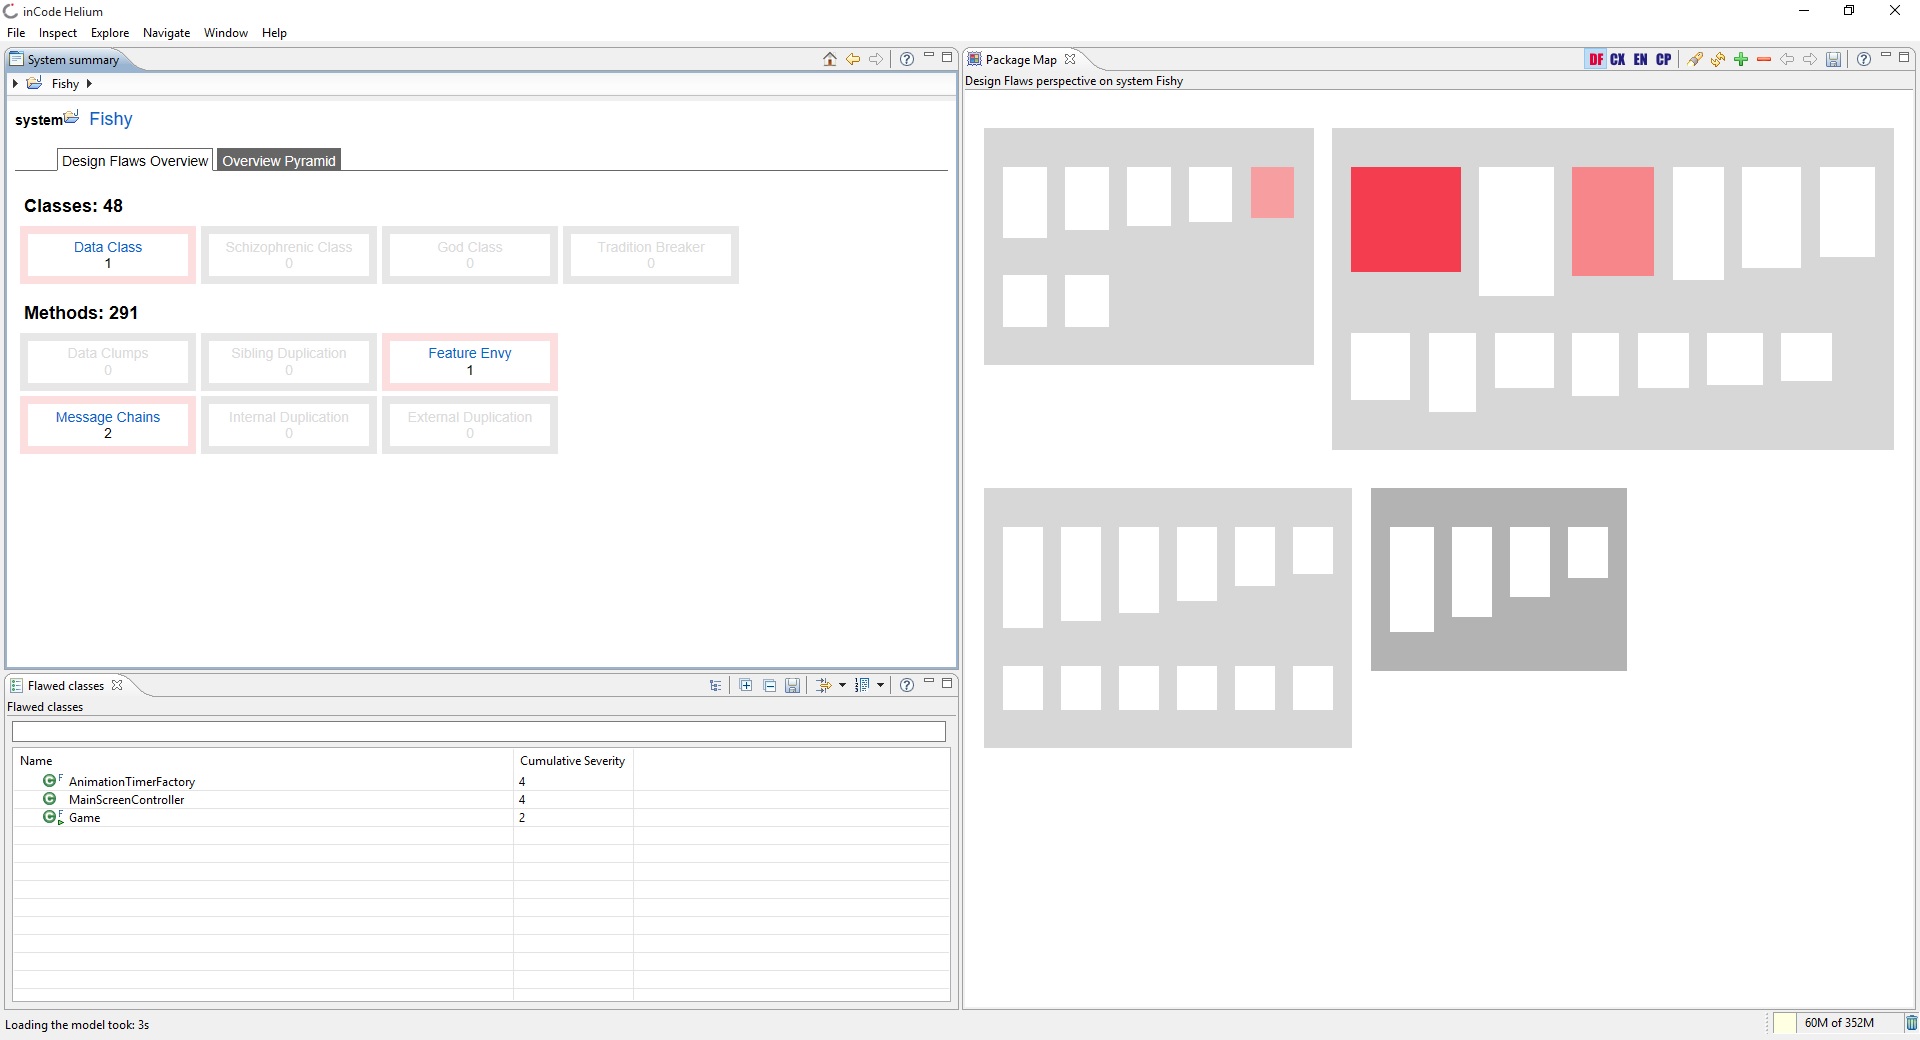 inCode Helium
File Inspect Explore Navigate Window Help
System summary
Fishy
system Fishy
Design Flaws Overview Overview Pyramid
Classes: 48
Data Class Schizophrenic Class God Class Tradition Breaker
1 0 0 0
Methods: 291
Data Clumps Sibling Duplication Feature Envy
0 0 1
Message Chains Internal Duplication External Duplication
2 0 0
Flawed classes
Flawed classes
Name Cumulative Severity
AnimationTimerFactory 4
MainScreenController 4
Game 2
Loading the model took: 3s
Package Map DF CX EN CP
Design Flaws perspective on system Fishy
60M of 352M